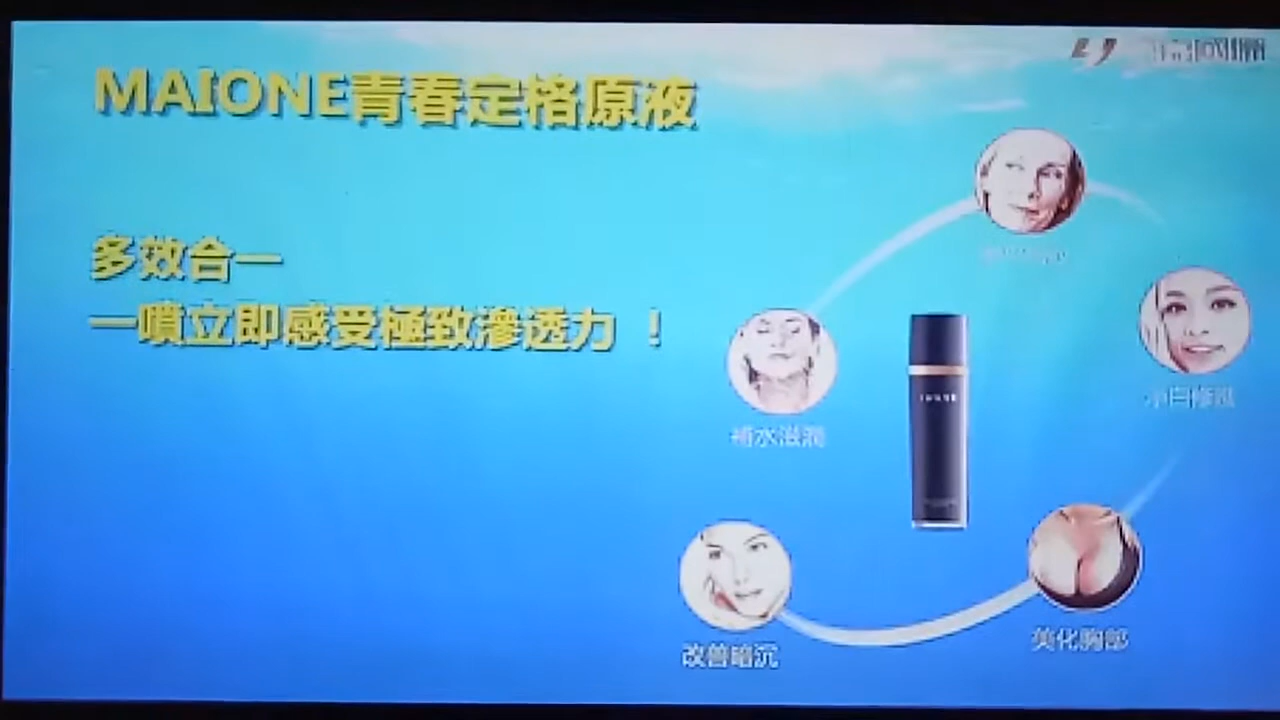 MAIONE青春定格原液
多效合一
一噴立即感受極致滲透力 !
補水滋潤
改善暗沉
美化胸部